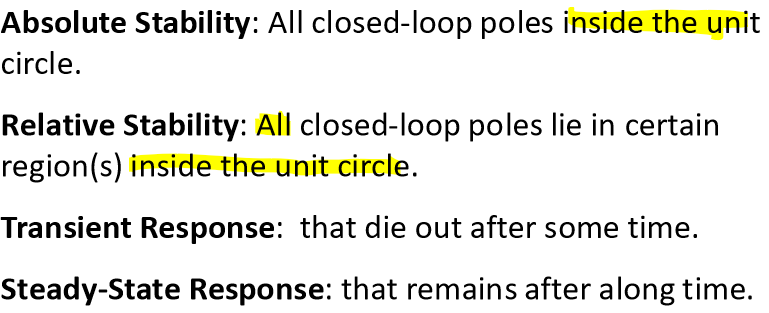 Absolute Stability: All closed-loop poles inside the unit
circle.
Relative Stability: All closed-loop poles lie in certain
region(s) inside the unit circle.
Transient Response:  that die out after some time.
Steady-State Response: that remains after along time.